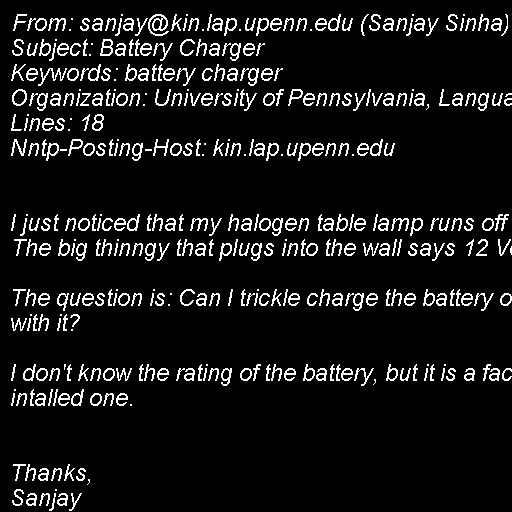 From: sanjay@kin.lap.upenn.edu (Sanjay Sinha)
Subject: Battery Charger
Keywords: battery charger
Organization: University of Pennsylvania, Langua
Lines: 18
Nntp-Posting-Host: kin.lap.upenn.edu
I just noticed that my halogen table lamp runs off
The big thinngy that plugs into the wall says 12 V
The question is: Can I trickle charge the battery o
with it?
I don't know the rating of the battery, but it is a fac
intalled one.
Thanks,
Sanjay